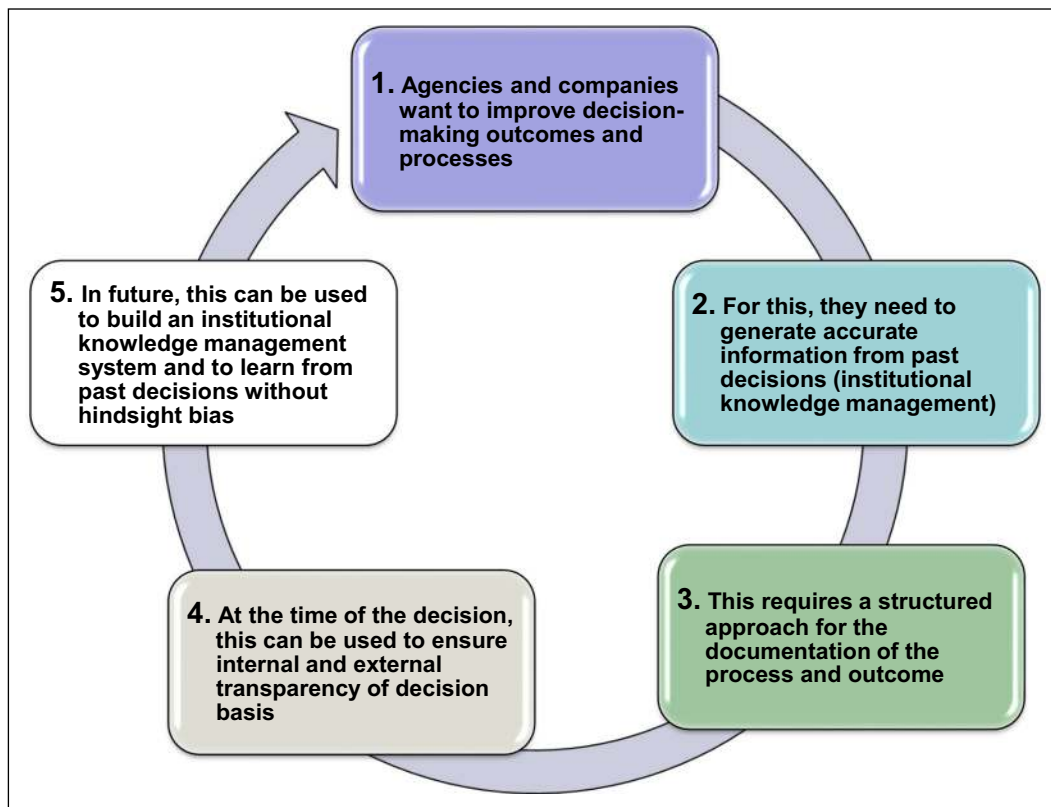 1. Agencies and companies
want to improve decision-
making outcomes and
processes
2. For this, they need to
generate accurate
information from past
decisions (institutional
knowledge management)
3. This requires a structured
approach for the
documentation of the
process and outcome
4. At the time of the decision,
this can be used to ensure
internal and external
transparency of decision
basis
5. In future, this can be used
to build an institutional
knowledge management
system and to learn from
past decisions without
hindsight bias